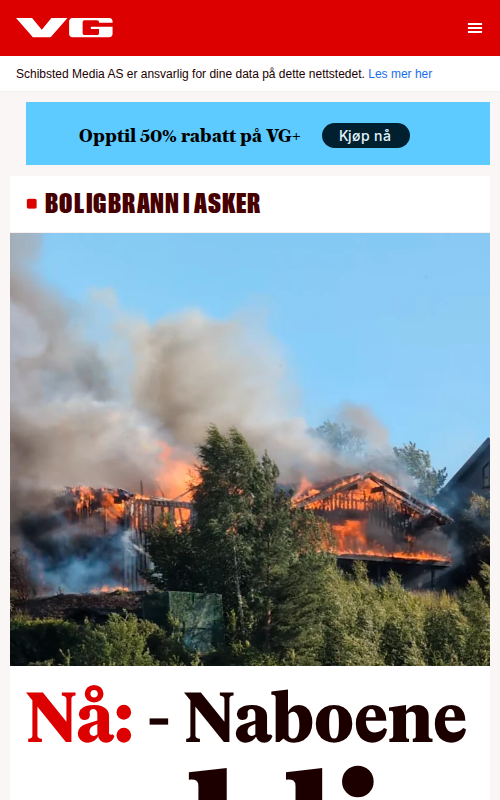 VG
Schibsted Media AS er ansvarlig for dine data på dette nettstedet. Les mer her
Opptil 50% rabatt på VG+
Kjøp nå
BOLIGBRANN I ASKER
Nå: - Naboene